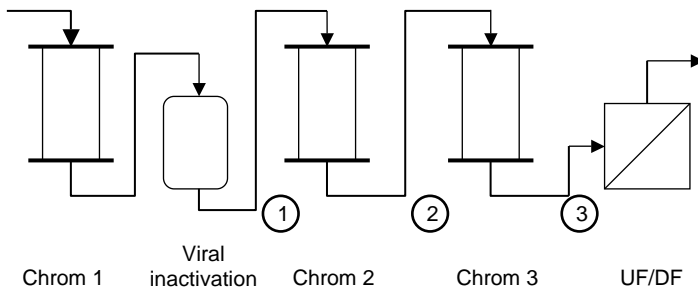 1
2
3
Chrom 1
Viral
inactivation
Chrom 2
Chrom 3
UF/DF